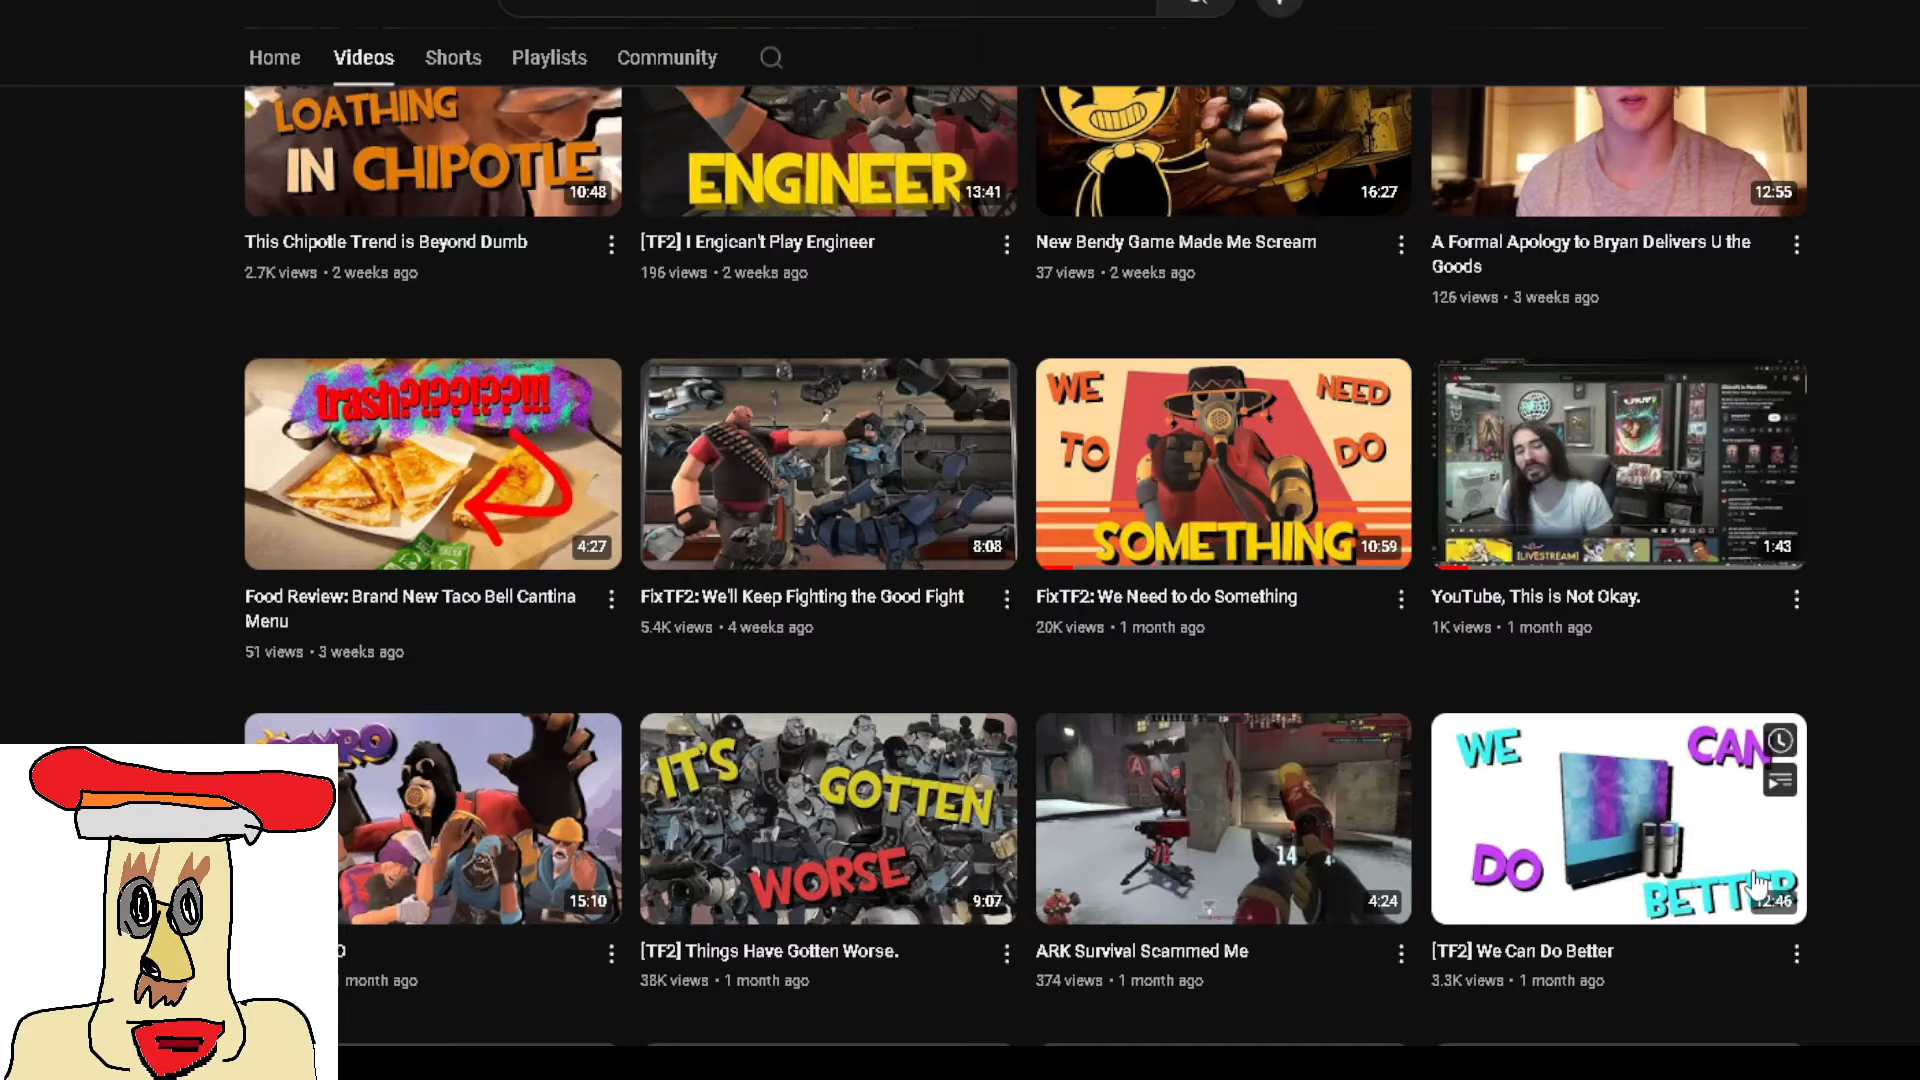 Home Videos Shorts Playlists Community
LOATHING
IN CHIPOTLE
10:48
ENGINEER
13:41
16:27
12:55
This Chipotle Trend is Beyond Dumb
2.7K views • 2 weeks ago
[TF2] I Engican't Play Engineer
196 views • 2 weeks ago
New Bendy Game Made Me Scream
37 views • 2 weeks ago
A Formal Apology to Bryan Delivers U the
Goods
126 views • 3 weeks ago
trash?!??!??!!!
4:27
8:08
WE NEED
TO DO
SOMETHING
10:59
[LIVESTREAM]
1:43
Food Review: Brand New Taco Bell Cantina
Menu
51 views • 3 weeks ago
FixTF2: We'll Keep Fighting the Good Fight
5.4K views • 4 weeks ago
FixTF2: We Need to do Something
20K views • 1 month ago
YouTube, This is Not Okay.
1K views • 1 month ago
15:10
IT'S
GOTTEN
WORSE
9:07
A
14
4:24
WE CAN
DO
BETTER
12:46
month ago
[TF2] Things Have Gotten Worse.
38K views • 1 month ago
ARK Survival Scammed Me
374 views • 1 month ago
[TF2] We Can Do Better
3.3K views • 1 month ago